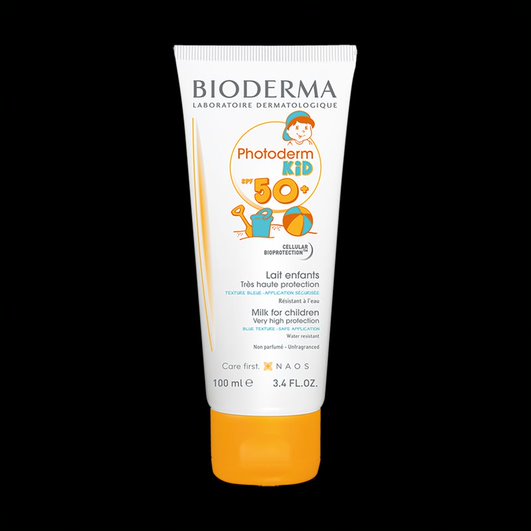 BIODERMA
LABORATOIRE DERMATOLOGIQUE
Photoderm
KID
SPF 50+
CELLULAR
BIOPROTECTION™
Lait enfants
Très haute protection
TEXTURE BLEUE - APPLICATION SÉCURISÉE
Résistant à l'eau
Milk for children
Very high protection
BLUE TEXTURE - SAFE APPLICATION
Water resistant
Non parfumé - Unfragranced
Care first. NAOS
100 ml ℮ 3.4 FL.OZ.